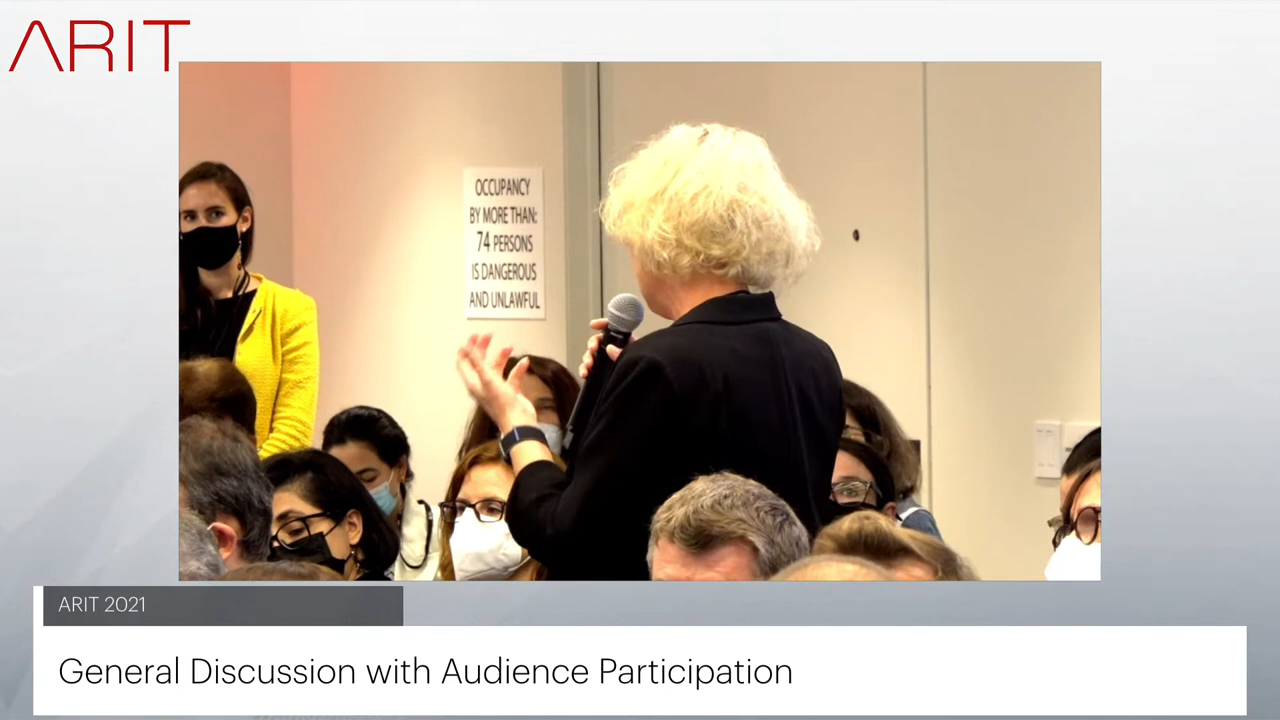 ARIT
OCCUPANCY
BY MORE THAN:
74 PERSONS
IS DANGEROUS
AND UNLAWFUL
ARIT 2021
General Discussion with Audience Participation